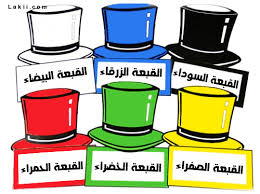 Lakii.com
القبعة السوداء
القبعة الزرقاء
القبعة البيضاء
القبعة الصفراء
القبعة الخضراء
القبعة الحمراء